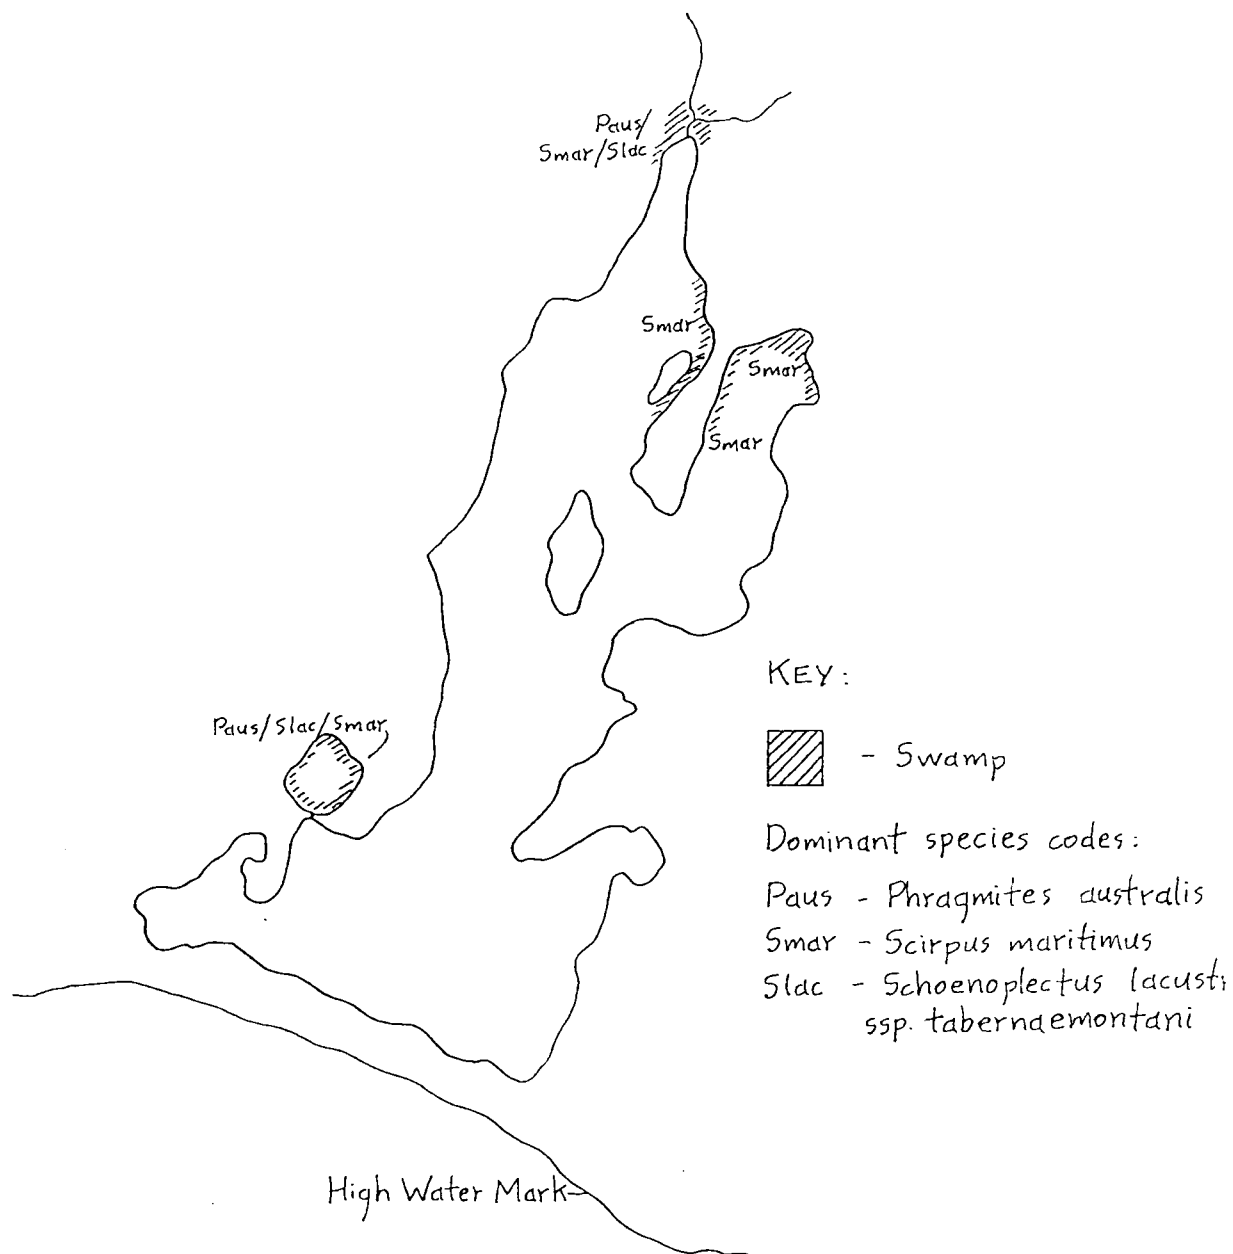 Paus/
Smar/Slac
Smar
Smar
Smar
Paus/Slac/Smar
KEY:
- Swamp
Dominant species codes:
Paus - Phragmites australis
Smar - Scirpus maritimus
Slac - Schoenoplectus lacusti
ssp. tabernaemontani
High Water Mark